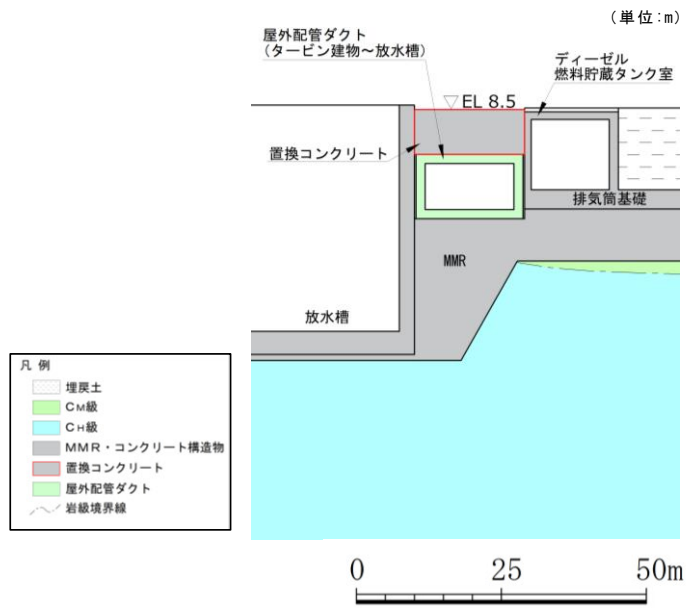 (単位:m)
屋外配管ダクト
(タービン建物～放水槽)
ディーゼル
燃料貯蔵タンク室
▽EL 8.5
置換コンクリート
排気筒基礎
MMR
放水槽
凡 例
埋戻土
CM級
CH級
MMR・コンクリート構造物
置換コンクリート
屋外配管ダクト
岩級境界線
0 25 50m